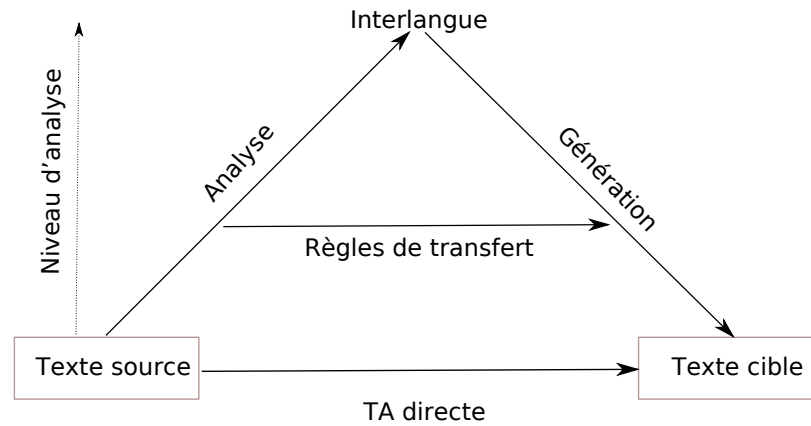 Interlangue
Niveau d'analyse
Analyse
Génération
Règles de transfert
Texte source
Texte cible
TA directe